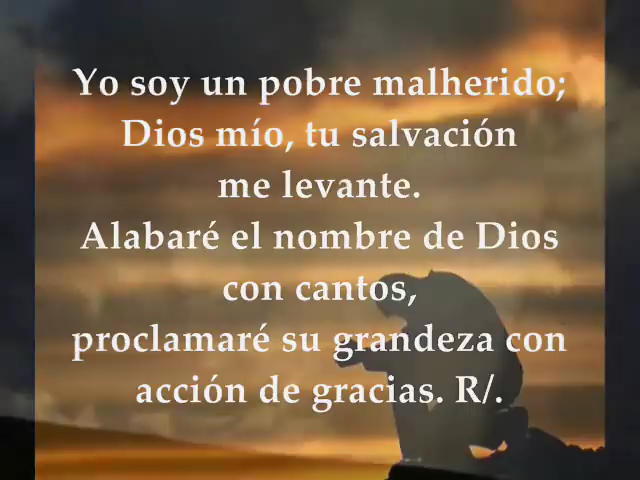 Yo soy un pobre malherido;
Dios mío, tu salvación
me levante.
Alabaré el nombre de Dios
con cantos,
proclamaré su grandeza con
acción de gracias. R/.